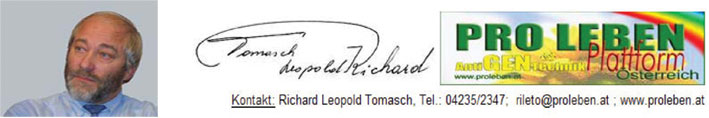 Tomasch
Leopold Richard
PRO LEBEN
AntiGEN-Technik Plattform
www.proleben.at Österreich
Kontakt: Richard Leopold Tomasch, Tel.: 04235/2347; rileto@proleben.at ; www.proleben.at